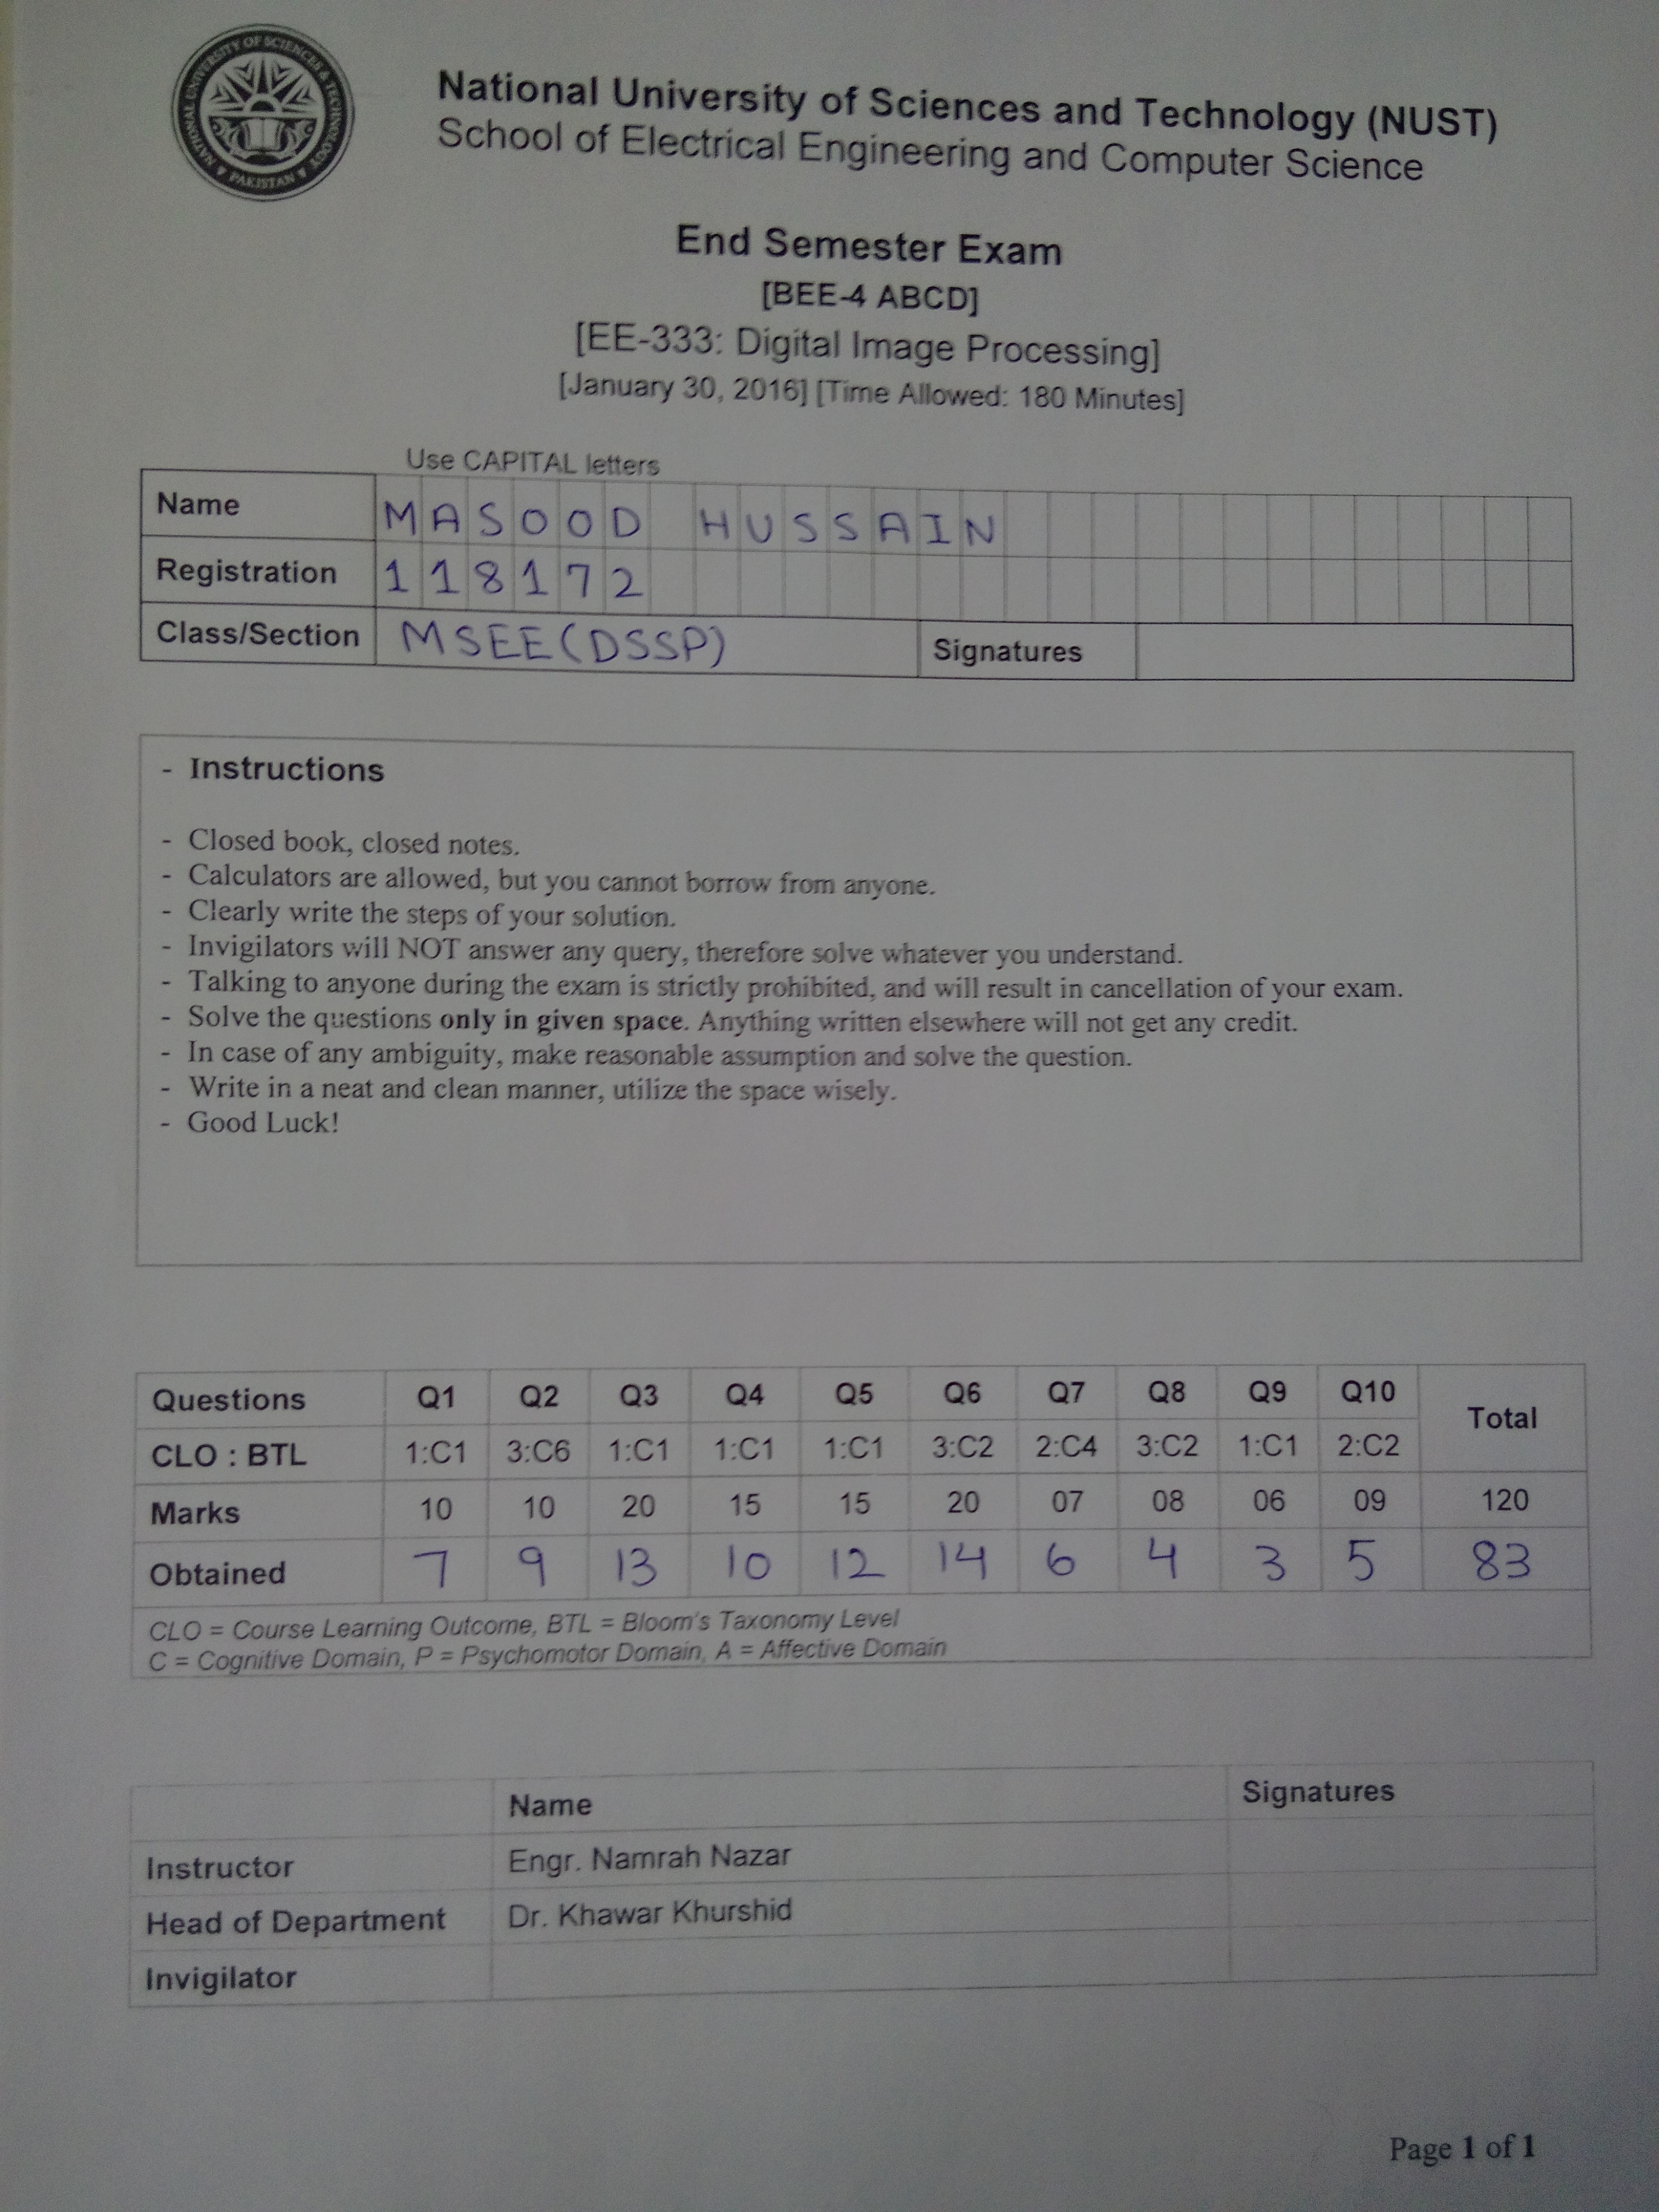 NATIONAL UNIVERSITY OF SCIENCES & TECHNOLOGY
PAKISTAN
National University of Sciences and Technology (NUST)
School of Electrical Engineering and Computer Science
End Semester Exam
[BEE-4 ABCD]
[EE-333: Digital Image Processing]
[January 30, 2016] [Time Allowed: 180 Minutes]
Use CAPITAL letters
Name MASOOD HUSSAIN
Registration 118172
Class/Section MSEE(DSSP) Signatures
- Instructions
- Closed book, closed notes.
- Calculators are allowed, but you cannot borrow from anyone.
- Clearly write the steps of your solution.
- Invigilators will NOT answer any query, therefore solve whatever you understand.
- Talking to anyone during the exam is strictly prohibited, and will result in cancellation of your exam.
- Solve the questions only in given space. Anything written elsewhere will not get any credit.
- In case of any ambiguity, make reasonable assumption and solve the question.
- Write in a neat and clean manner, utilize the space wisely.
- Good Luck!
Questions Q1 Q2 Q3 Q4 Q5 Q6 Q7 Q8 Q9 Q10 Total
CLO : BTL 1:C1 3:C6 1:C1 1:C1 1:C1 3:C2 2:C4 3:C2 1:C1 2:C2
Marks 10 10 20 15 15 20 07 08 06 09 120
Obtained 7 9 13 10 12 14 6 4 3 5 83
CLO = Course Learning Outcome, BTL = Bloom's Taxonomy Level
C = Cognitive Domain, P = Psychomotor Domain, A = Affective Domain
Name Signatures
Instructor Engr. Namrah Nazar
Head of Department Dr. Khawar Khurshid
Invigilator
Page 1 of 1